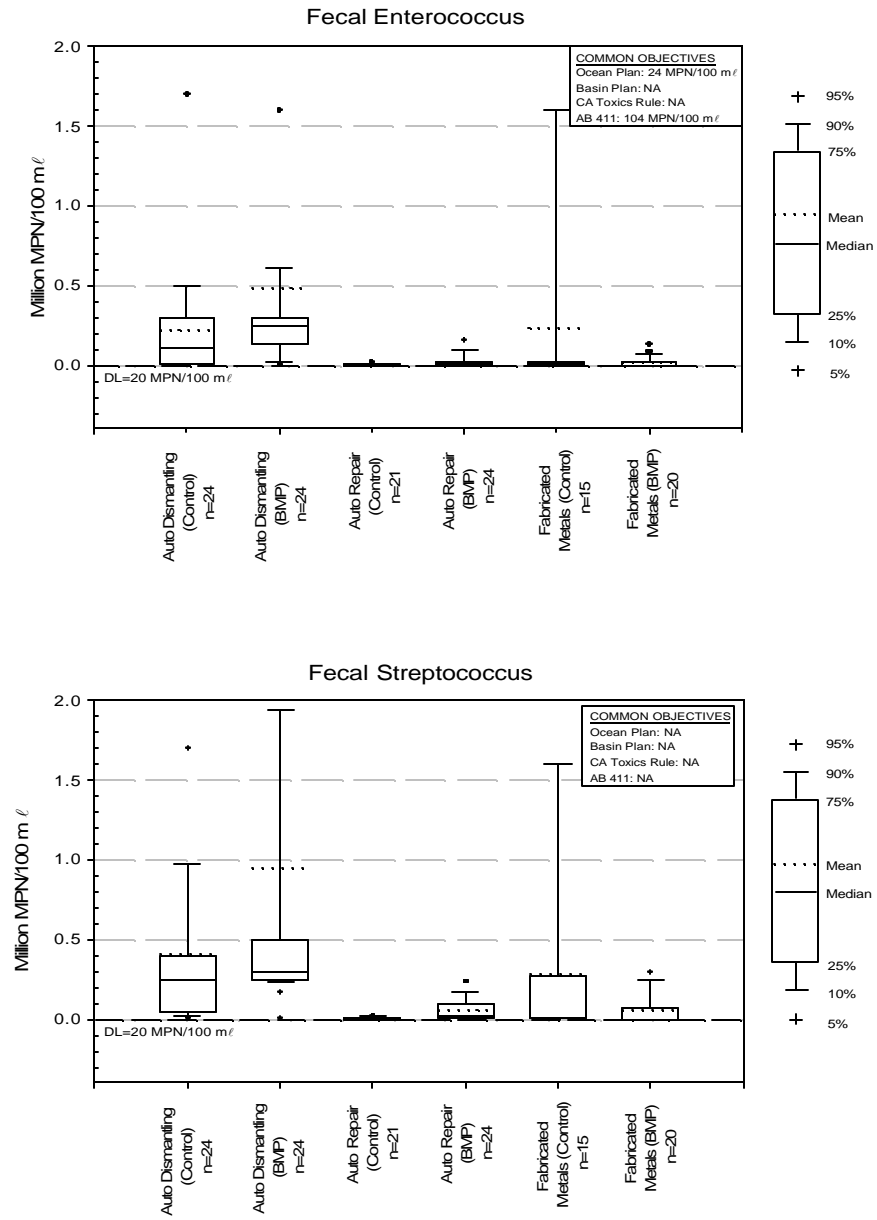 Fecal Enterococcus
Million MPN/100 mℓ
2.0
1.5
1.0
0.5
0.0
COMMON OBJECTIVES
Ocean Plan: 24 MPN/100 mℓ
Basin Plan: NA
CA Toxics Rule: NA
AB 411: 104 MPN/100 mℓ
DL=20 MPN/100 mℓ
95%
90%
75%
Mean
Median
25%
10%
5%
Auto Dismantling
(Control)
n=24
Auto Dismantling
(BMP)
n=24
Auto Repair
(Control)
n=21
Auto Repair
(BMP)
n=24
Fabricated
Metals (Control)
n=15
Fabricated
Metals (BMP)
n=20
Fecal Streptococcus
Million MPN/100 m ℓ
2.0
1.5
1.0
0.5
0.0
COMMON OBJECTIVES
Ocean Plan: NA
Basin Plan: NA
CA Toxics Rule: NA
AB 411: NA
DL=20 MPN/100 mℓ
95%
90%
75%
Mean
Median
25%
10%
5%
Auto Dismantling
(Control)
n=24
Auto Dismantling
(BMP)
n=24
Auto Repair
(Control)
n=21
Auto Repair
(BMP)
n=24
Fabricated
Metals (Control)
n=15
Fabricated
Metals (BMP)
n=20